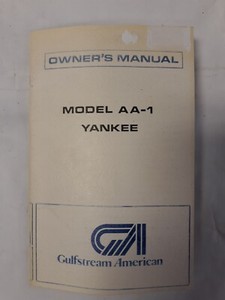 OWNER'S MANUAL
MODEL AA-1
YANKEE
GA
Gulfstream American